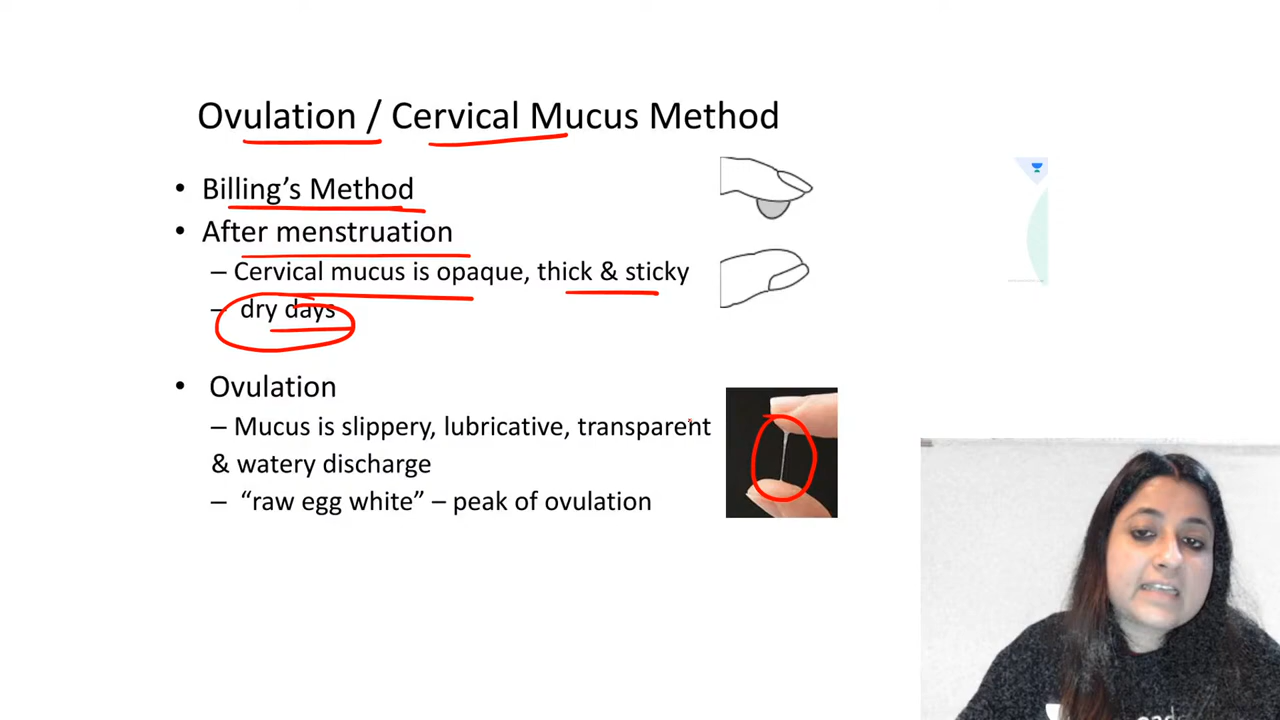 Ovulation / Cervical Mucus Method
• Billing’s Method
• After menstruation
– Cervical mucus is opaque, thick & sticky
– dry days
• Ovulation
– Mucus is slippery, lubricative, transparent
& watery discharge
– “raw egg white” – peak of ovulation